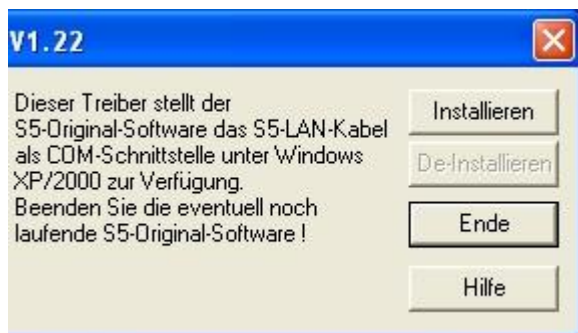 V1.22
Dieser Treiber stellt der
S5-Original-Software das S5-LAN-Kabel
als COM-Schnittstelle unter Windows
XP/2000 zur Verfügung.
Beenden Sie die eventuell noch
laufende S5-Original-Software !
Installieren
De-Installieren
Ende
Hilfe